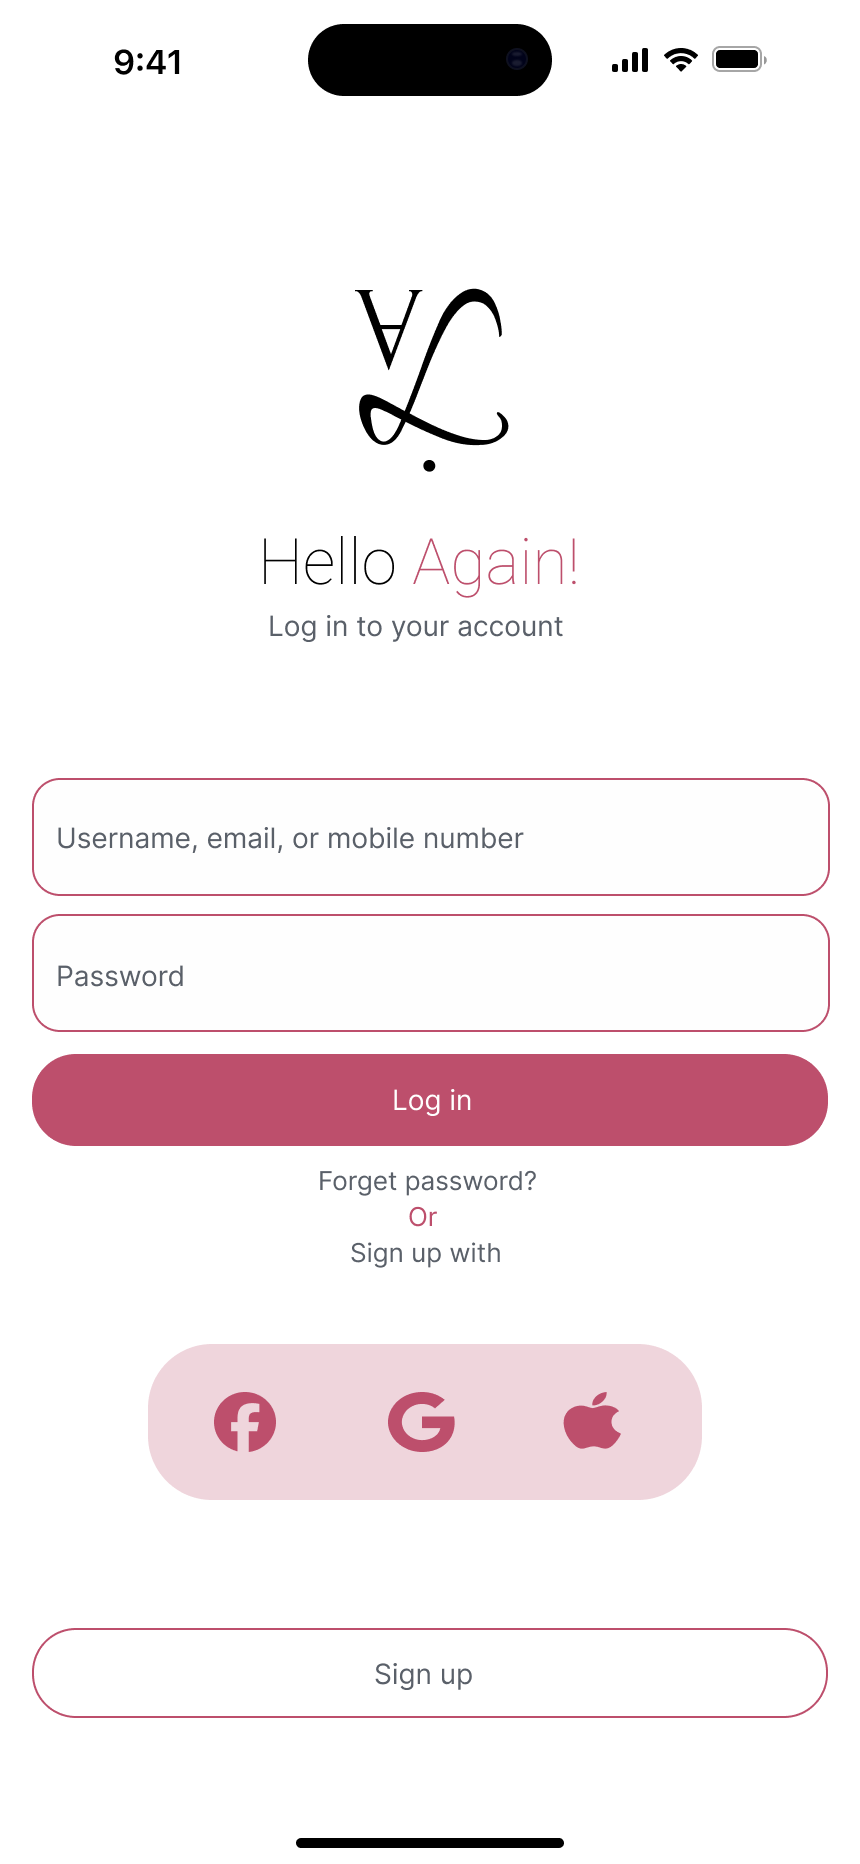 9:41
Hello Again!
Log in to your account
Username, email, or mobile number
Password
Log in
Forget password?
Or
Sign up with
Sign up